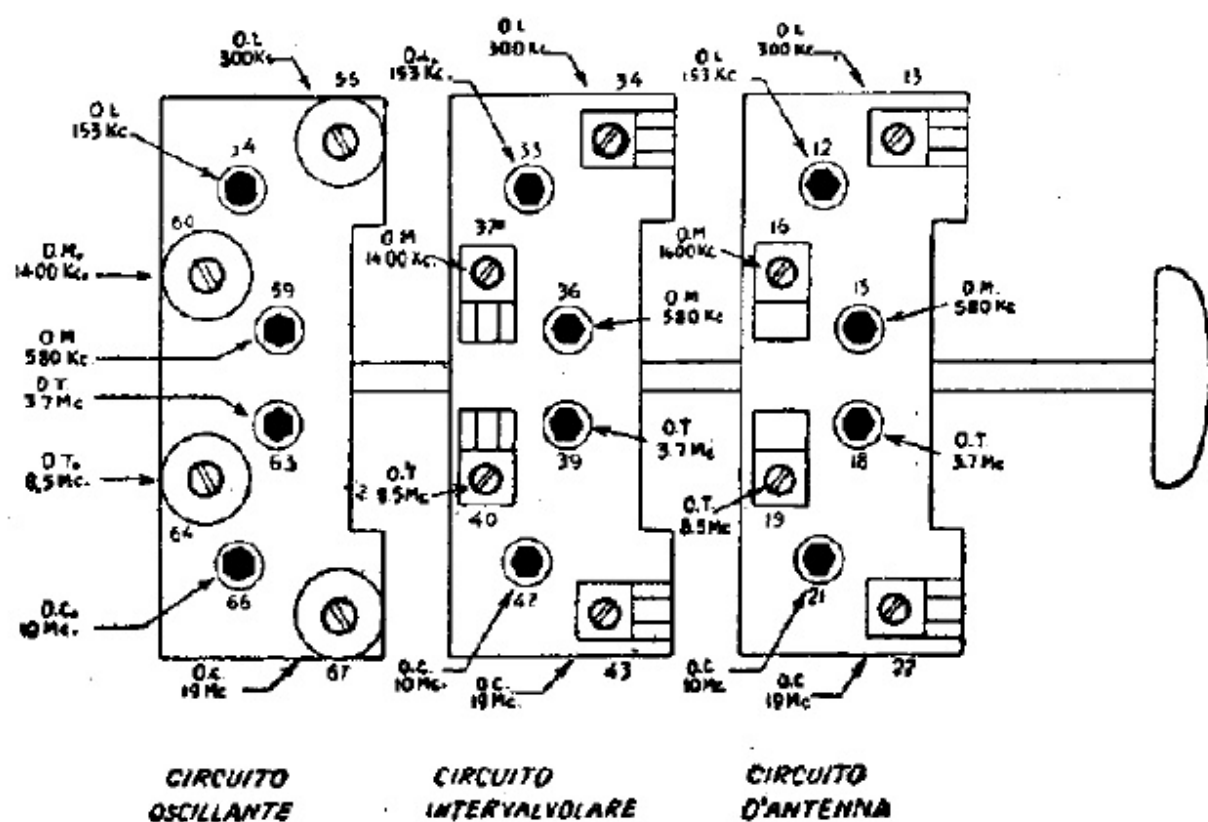 O.L
300Kc
55
O.L
153 Kc
54
60
O.M.
1400 Kc.
59
O.M
580 Kc.
O.T.
3.7 Mc
63
O.T.
8,5 Mc.
64
O.C.
10 Mc.
66
O.C.
19 Mc
67
CIRCUITO
OSCILLANTE
O.L
300 Kc
34
O.L.
153 Kc.
33
37
O.M
1400 Kc.
36
O.M
580 Kc
O.T
3.7 Mc
39
O.T
8.5 Mc
40
42
O.C.
10 Mc.
O.C.
19 Mc.
43
CIRCUITO
INTERVALVOLARE
O.L
300 Kc
13
O.L
153 Kc
12
16
O.M
1400 Kc
15
O.M.
580 Kc
O.T.
3.7 Mc
18
O.T.
8.5 Mc
19
21
O.C
10 Mc
O.C
19 Mc
22
CIRCUITO
D'ANTENNA